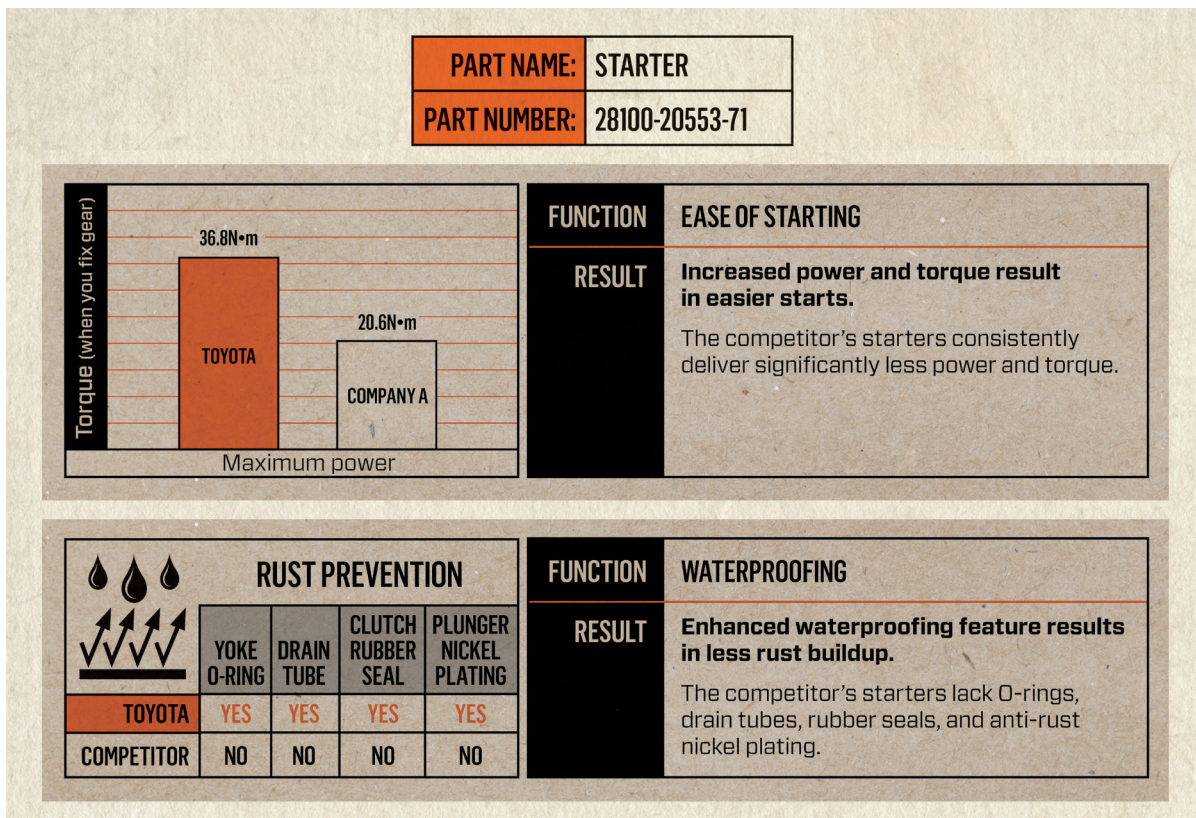 PART NAME: STARTER
PART NUMBER: 28100-20553-71
Torque (when you fix gear)
36.8N•m
TOYOTA
20.6N•m
COMPANY A
Maximum power
FUNCTION EASE OF STARTING
RESULT Increased power and torque result
in easier starts.
The competitor’s starters consistently
deliver significantly less power and torque.
RUST PREVENTION
YOKE
O-RING
DRAIN
TUBE
CLUTCH
RUBBER
SEAL
PLUNGER
NICKEL
PLATING
TOYOTA YES YES YES YES
COMPETITOR NO NO NO NO
FUNCTION WATERPROOFING
RESULT Enhanced waterproofing feature results
in less rust buildup.
The competitor’s starters lack O-rings,
drain tubes, rubber seals, and anti-rust
nickel plating.